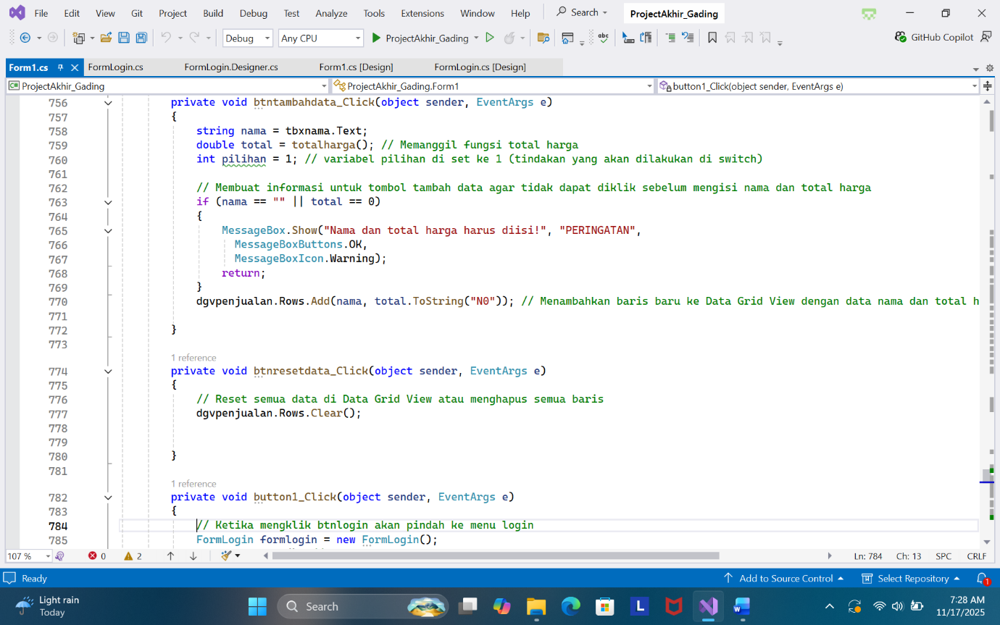 File Edit View Git Project Build Debug Test Analyze Tools Extensions Window Help Search ProjectAkhir_Gading
Debug Any CPU ProjectAkhir_Gading abc GitHub Copilot
Form1.cs FormLogin.cs FormLogin.Designer.cs Form1.cs [Design] FormLogin.cs [Design]
C# ProjectAkhir_Gading ProjectAkhir_Gading.Form1 button1_Click(object sender, EventArgs e)
756 private void btntambahdata_Click(object sender, EventArgs e)
757 {
758 string nama = tbxnama.Text;
759 double total = totalharga(); // Memanggil fungsi total harga
760 int pilihan = 1; // variabel pilihan di set ke 1 (tindakan yang akan dilakukan di switch)
761
762 // Membuat informasi untuk tombol tambah data agar tidak dapat diklik sebelum mengisi nama dan total harga
763 if (nama == "" || total == 0)
764 {
765 MessageBox.Show("Nama dan total harga harus diisi!", "PERINGATAN",
766 MessageBoxButtons.OK,
767 MessageBoxIcon.Warning);
768 return;
769 }
770 dgvpenjualan.Rows.Add(nama, total.ToString("N0")); // Menambahkan baris baru ke Data Grid View dengan data nama dan total h
771
772 }
773
1 reference
774 private void btnresetdata_Click(object sender, EventArgs e)
775 {
776 // Reset semua data di Data Grid View atau menghapus semua baris
777 dgvpenjualan.Rows.Clear();
778
779
780 }
781
1 reference
782 private void button1_Click(object sender, EventArgs e)
783 {
784 // Ketika mengklik btnlogin akan pindah ke menu login
785 FormLogin formlogin = new FormLogin();
107 % 0 2 Ln: 784 Ch: 13 SPC CRLF
Ready Add to Source Control Select Repository 1
Light rain
Today
Search
L
W
7:28 AM
11/17/2025